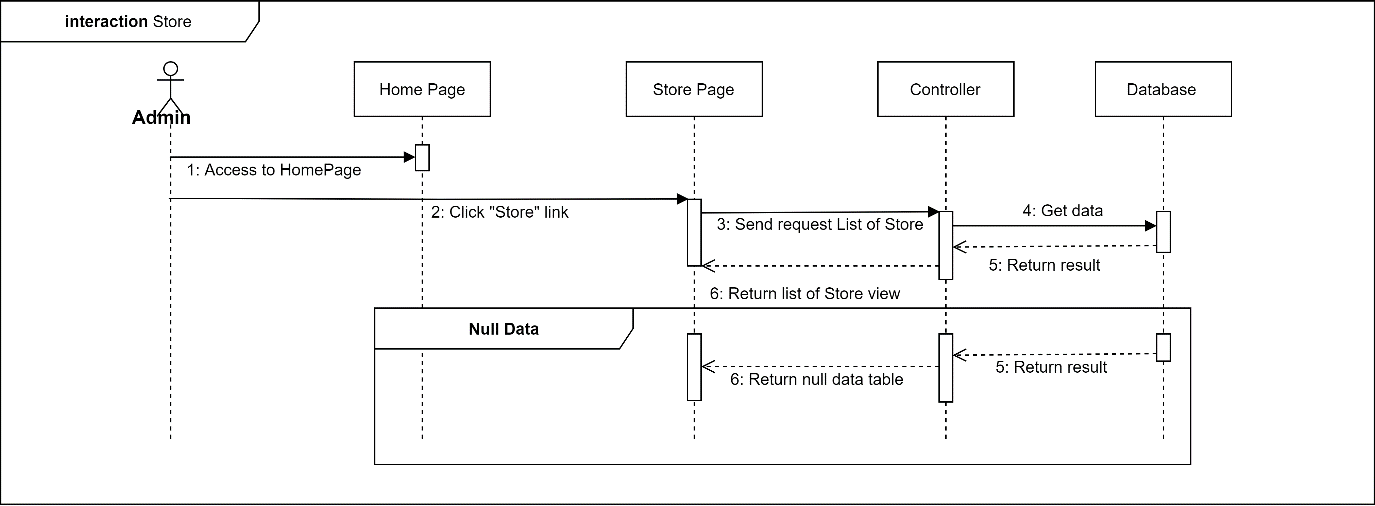 interaction Store
Admin
Home Page
Store Page
Controller
Database
1: Access to HomePage
2: Click "Store" link
3: Send request List of Store
4: Get data
5: Return result
6: Return list of Store view
Null Data
5: Return result
6: Return null data table